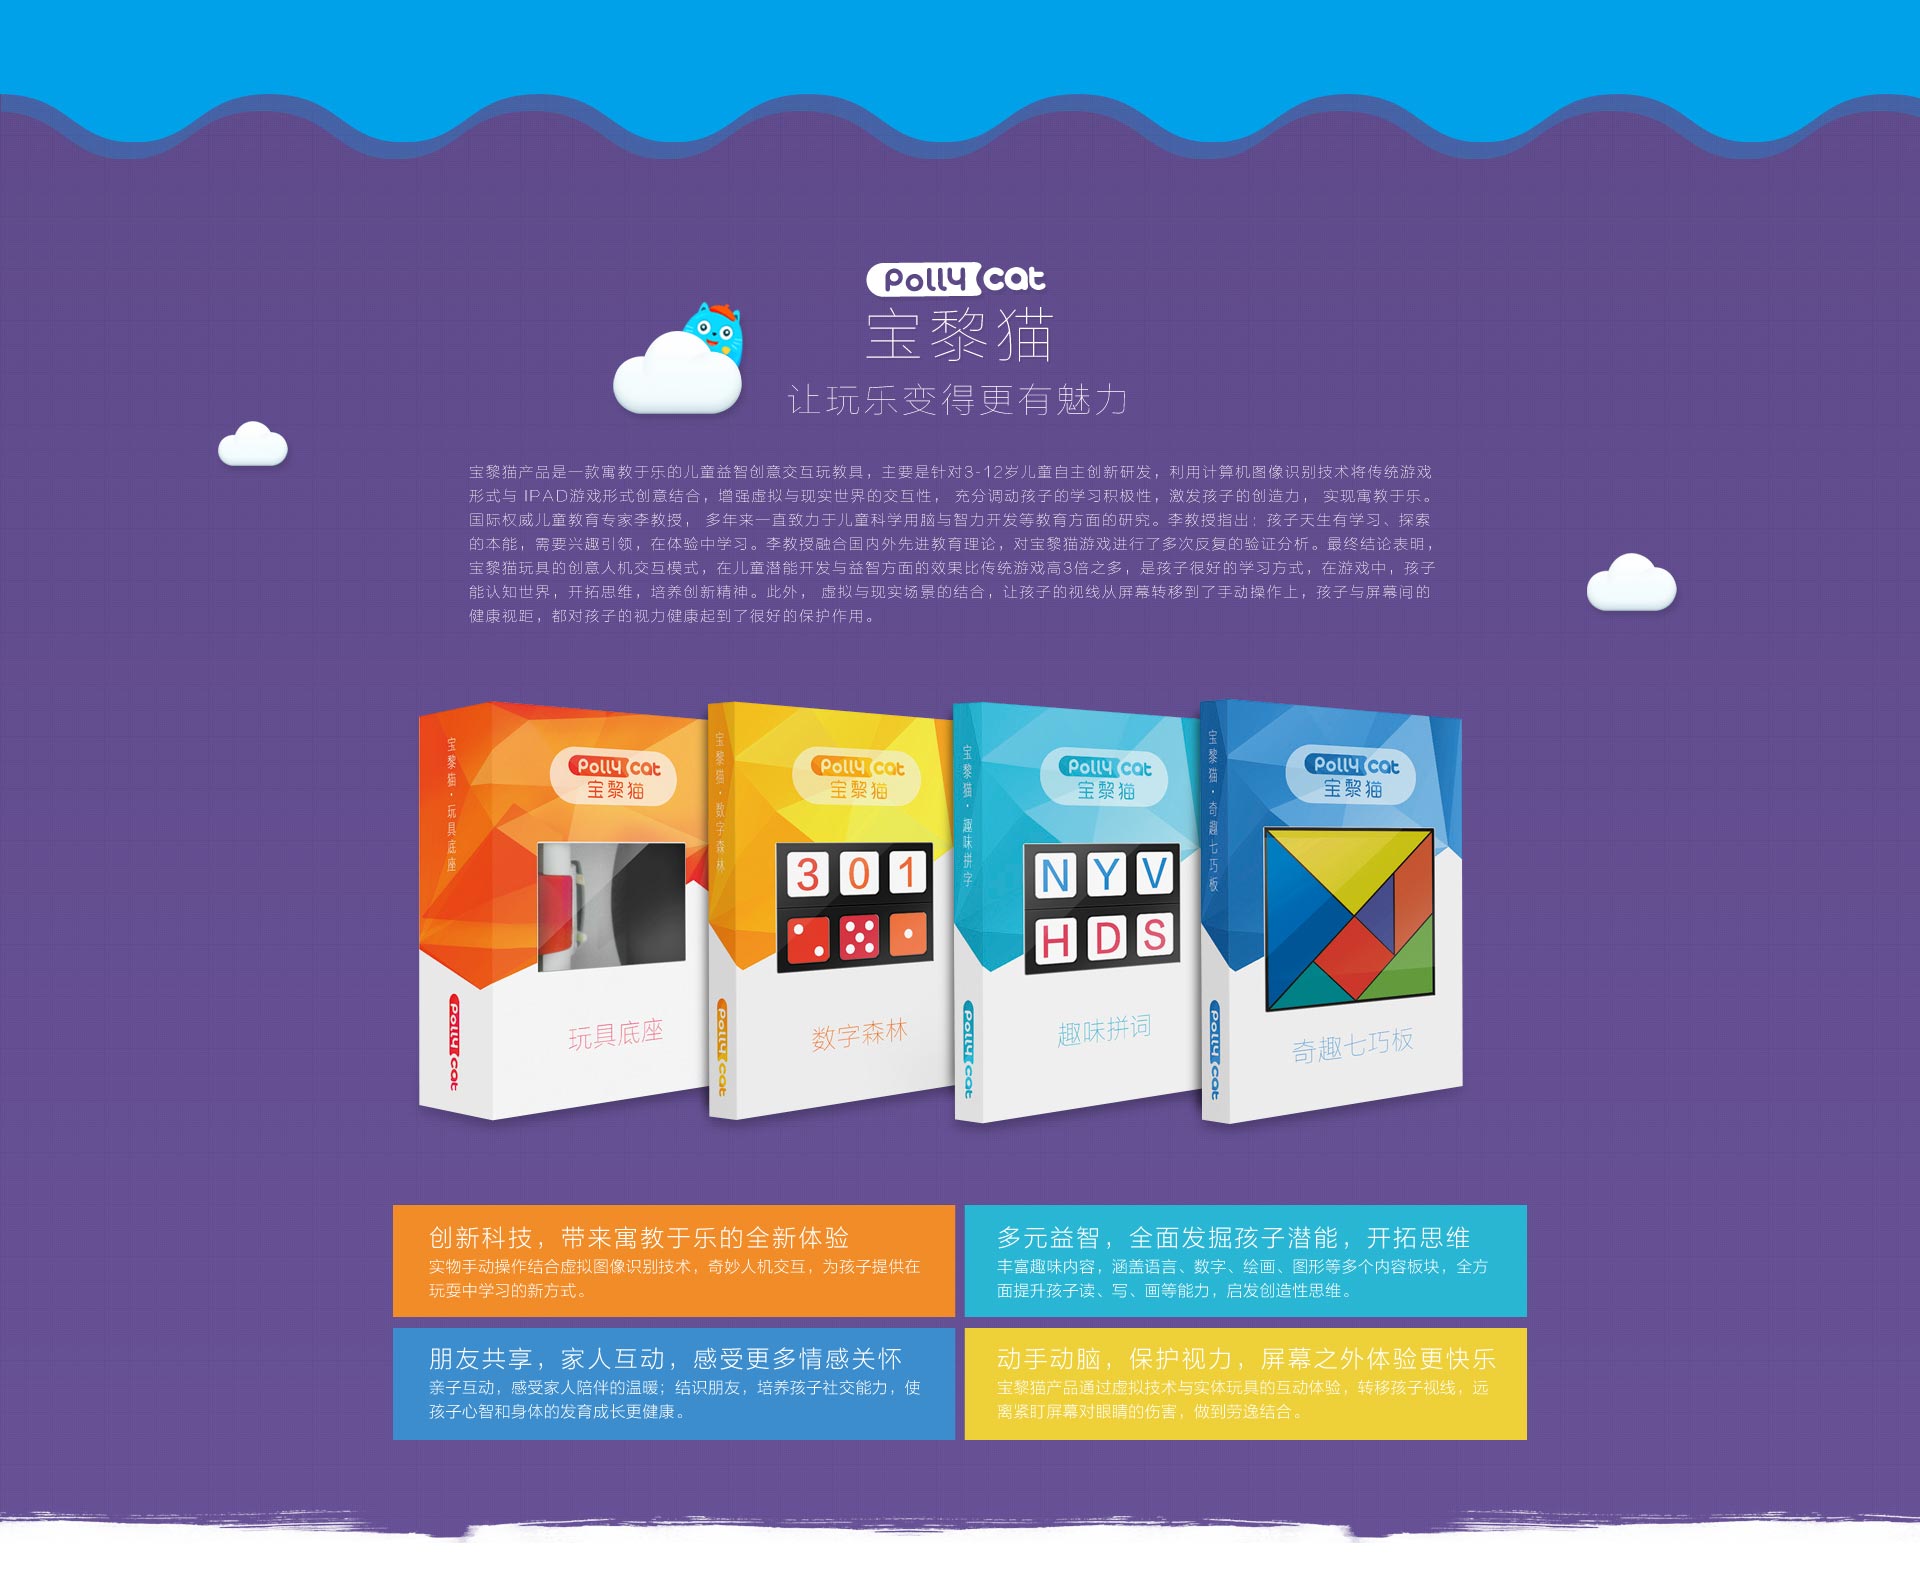 Polly cat
宝黎猫
让玩乐变得更有魅力
宝黎猫产品是一款寓教于乐的儿童益智创意交互玩教具，主要是针对3-12岁儿童自主创新研发，利用计算机图像识别技术将传统游戏
形式与 IPAD游戏形式创意结合，增强虚拟与现实世界的交互性， 充分调动孩子的学习积极性，激发孩子的创造力， 实现寓教于乐。
国际权威儿童教育专家李教授， 多年来一直致力于儿童科学用脑与智力开发等教育方面的研究。李教授指出：孩子天生有学习、探索
的本能，需要兴趣引领，在体验中学习。李教授融合国内外先进教育理论，对宝黎猫游戏进行了多次反复的验证分析。最终结论表明，
宝黎猫玩具的创意人机交互模式，在儿童潜能开发与益智方面的效果比传统游戏高3倍之多，是孩子很好的学习方式，在游戏中，孩子
能认知世界，开拓思维，培养创新精神。此外， 虚拟与现实场景的结合，让孩子的视线从屏幕转移到了手动操作上，孩子与屏幕间的
健康视距，都对孩子的视力健康起到了很好的保护作用。
宝黎猫·玩具底座
Polly cat
宝黎猫
玩具底座
Polly cat
宝黎猫·数字森林
Polly cat
宝黎猫
3 0 1
数字森林
Polly cat
宝黎猫·趣味拼字
Polly cat
宝黎猫
N Y V
H D S
趣味拼词
Polly cat
宝黎猫·奇趣七巧板
Polly cat
宝黎猫
奇趣七巧板
Polly cat
创新科技，带来寓教于乐的全新体验
实物手动操作结合虚拟图像识别技术，奇妙人机交互，为孩子提供在
玩耍中学习的新方式。
多元益智，全面发掘孩子潜能，开拓思维
丰富趣味内容，涵盖语言、数字、绘画、图形等多个内容板块，全方
面提升孩子读、写、画等能力，启发创造性思维。
朋友共享，家人互动，感受更多情感关怀
亲子互动，感受家人陪伴的温暖；结识朋友，培养孩子社交能力，使
孩子心智和身体的发育成长更健康。
动手动脑，保护视力，屏幕之外体验更快乐
宝黎猫产品通过虚拟技术与实体玩具的互动体验，转移孩子视线，远
离紧盯屏幕对眼睛的伤害，做到劳逸结合。